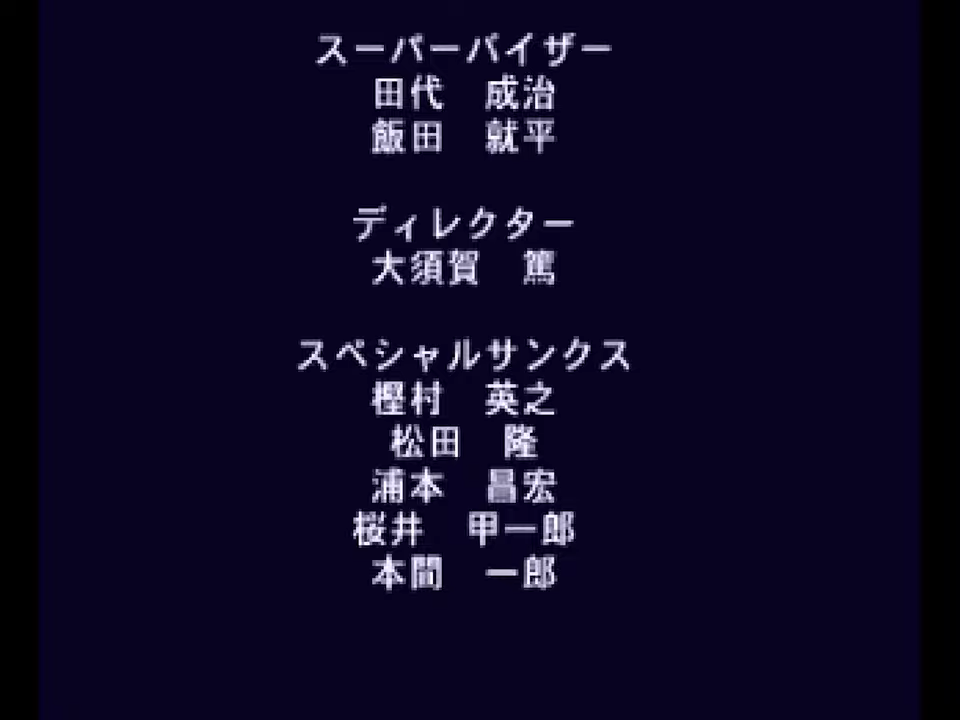 スーパーバイザー
田代　成治
飯田　就平
ディレクター
大須賀　篤
スペシャルサンクス
樫村　英之
松田　隆
浦本　昌宏
桜井　甲一郎
本間　一郎